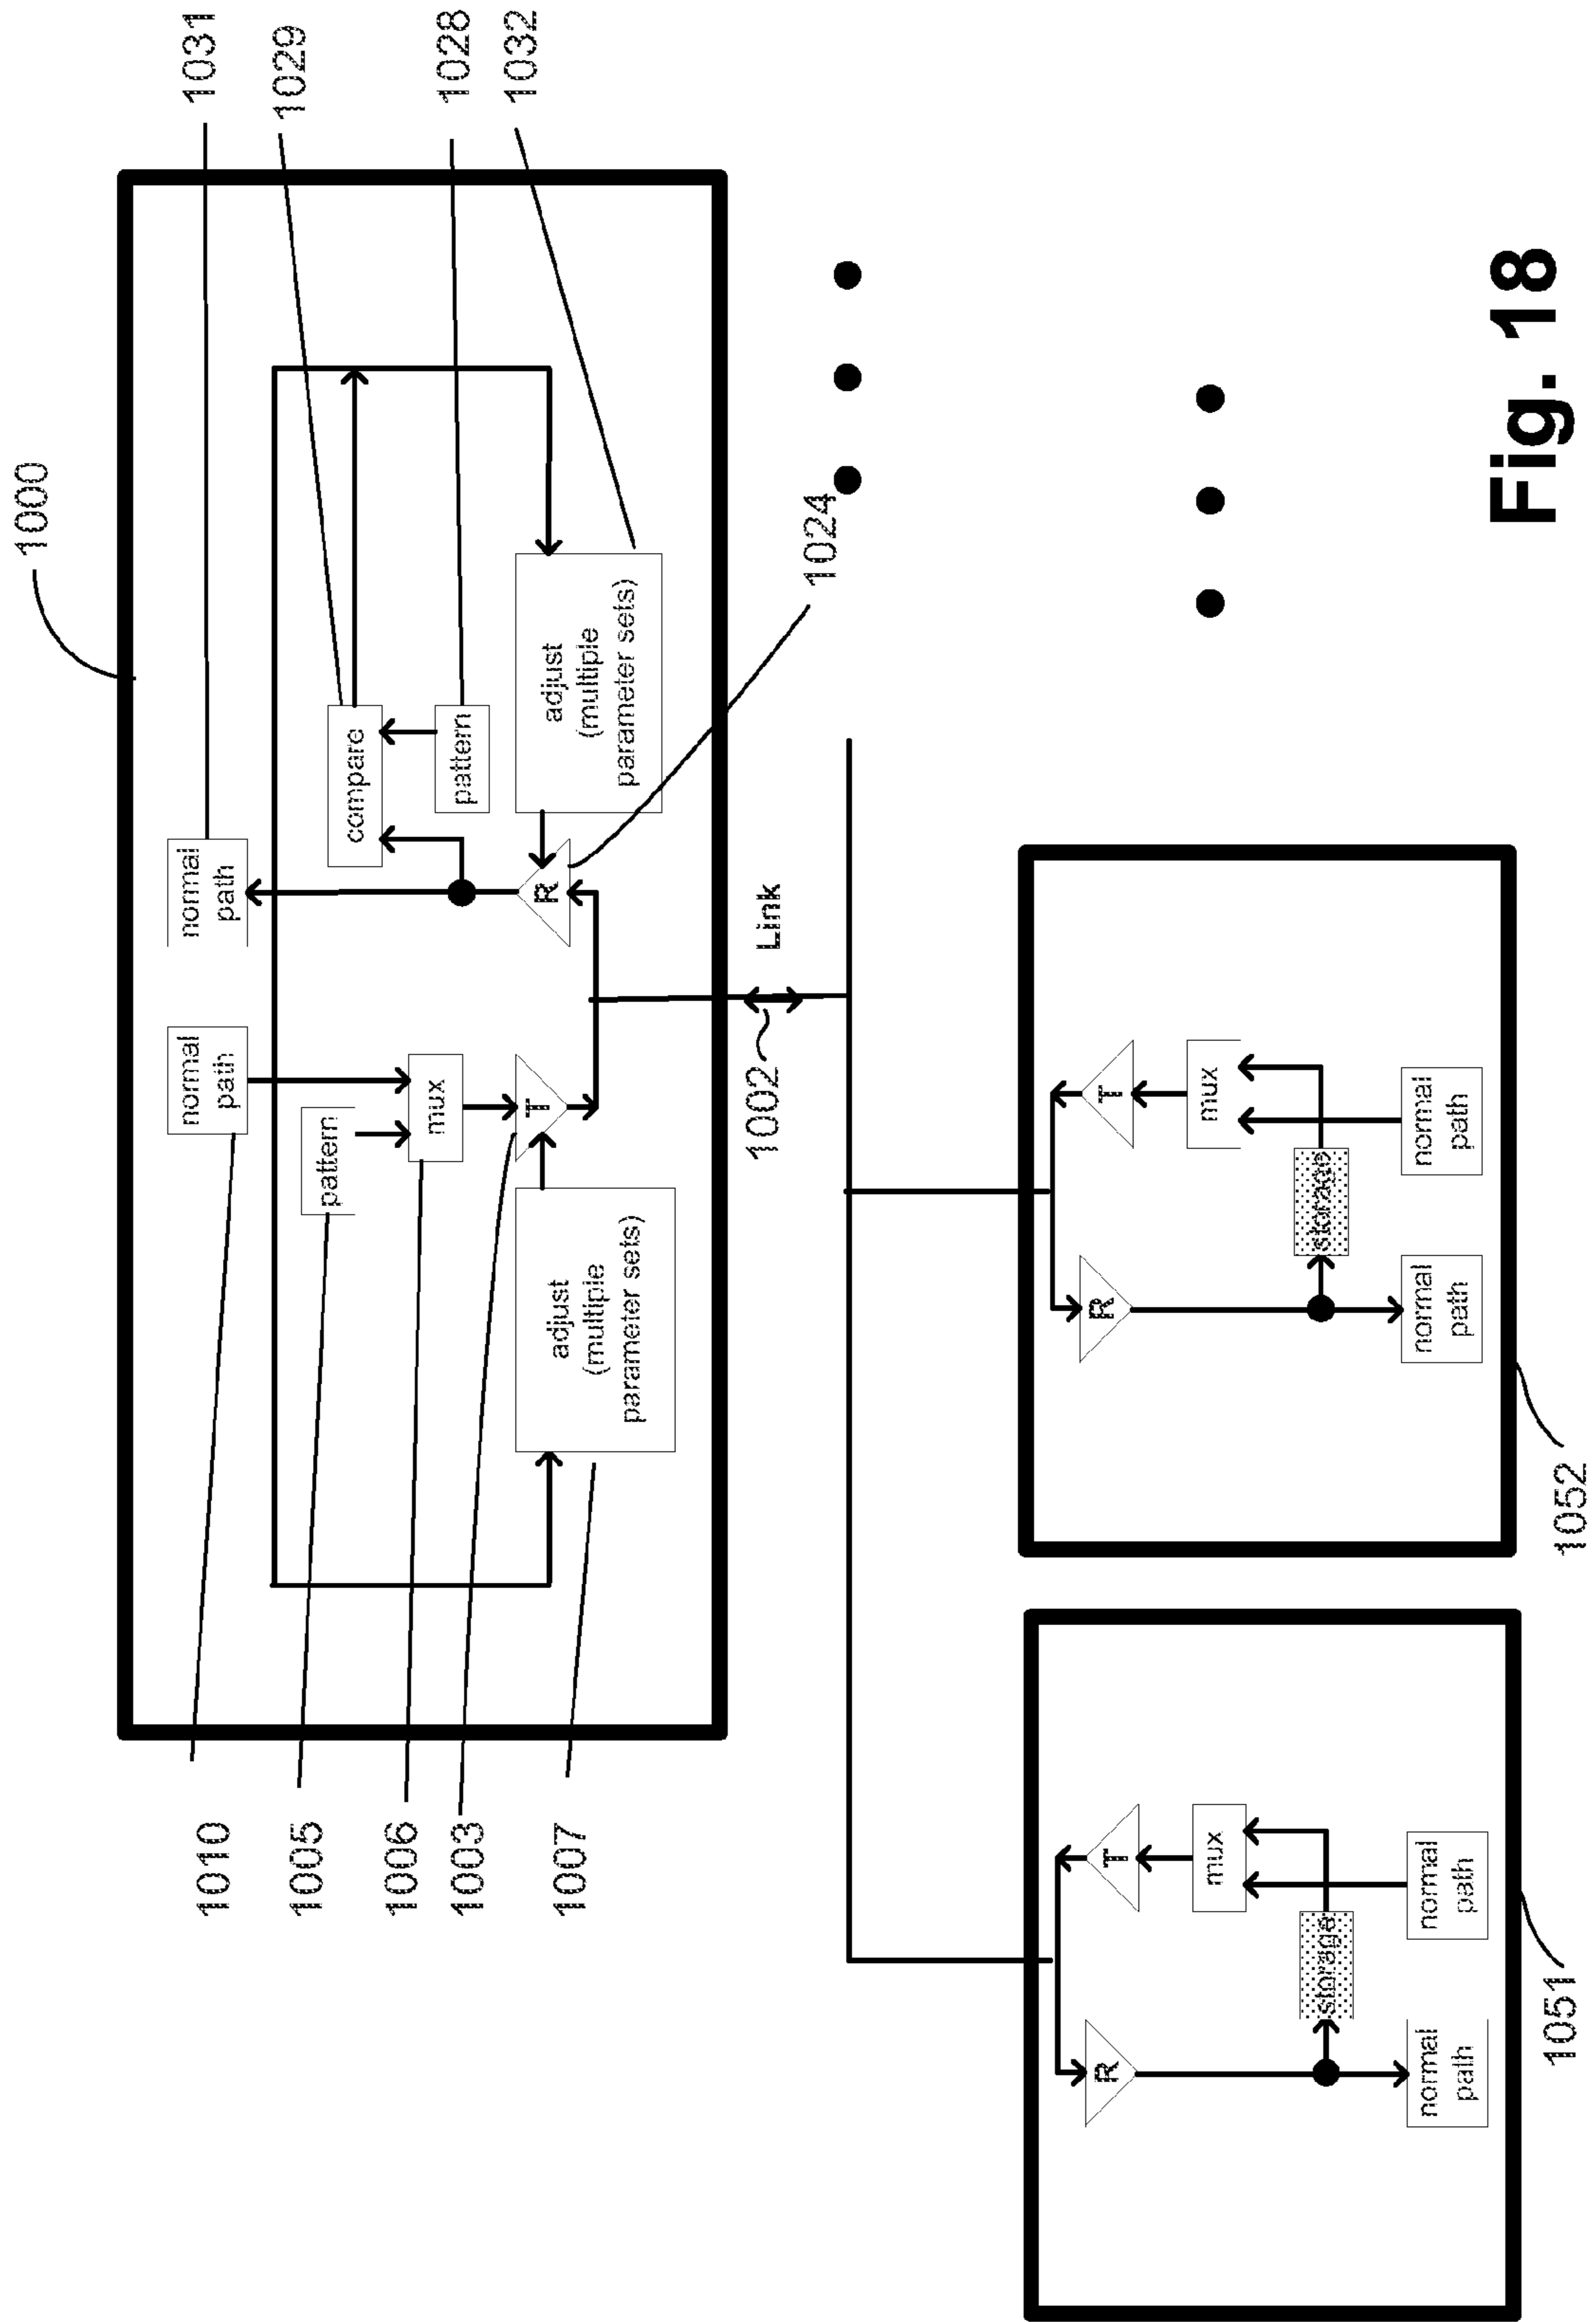 1000
1031
1029
1028
1032
1010
1005
1006
1003
1007
normal
path
normal
path
pattern
compare
mux
pattern
T
R
adjust
(multiple
parameter sets)
adjust
(multiple
parameter sets)
1024
1002
Link
R
T
mux
storage
normal
path
normal
path
1051
R
T
mux
storage
normal
path
normal
path
1052
Fig. 18